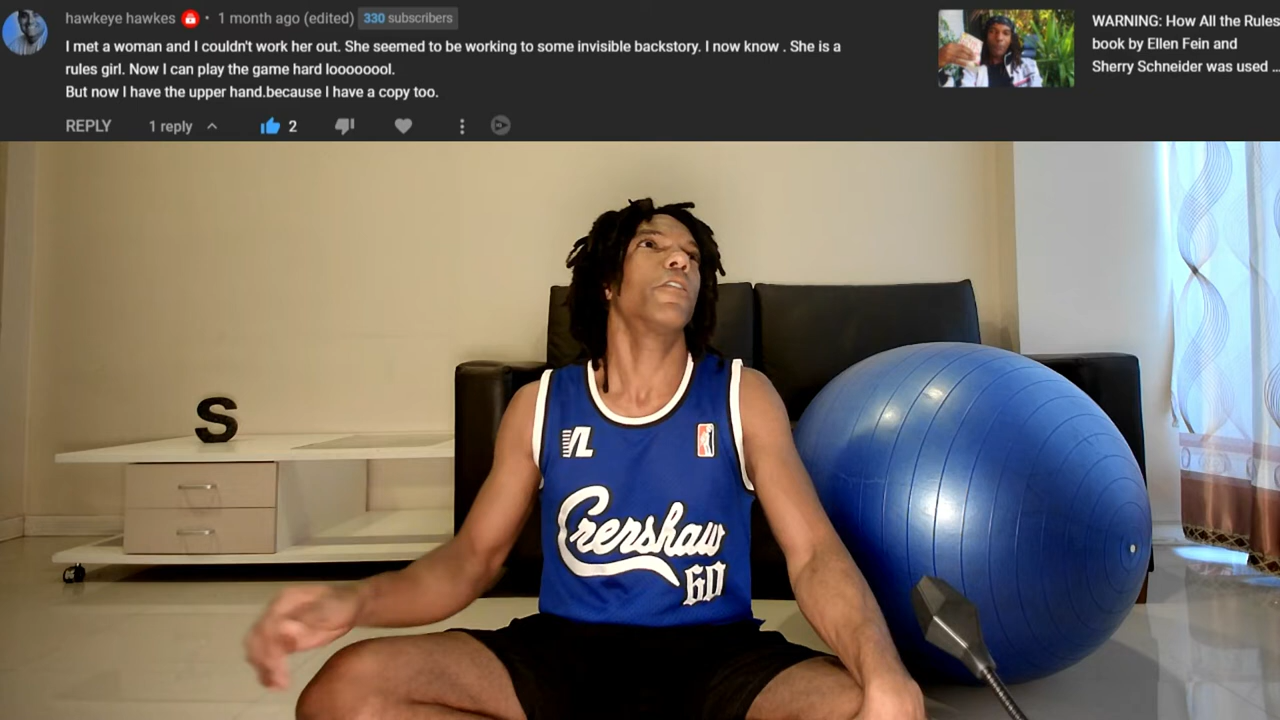 hawkeye hawkes • 1 month ago (edited) 330 subscribers
I met a woman and I couldn't work her out. She seemed to be working to some invisible backstory. I now know . She is a
rules girl. Now I can play the game hard loooooool.
But now I have the upper hand.because I have a copy too.
REPLY 1 reply 2
WARNING: How All the Rules
book by Ellen Fein and
Sherry Schneider was used ...
S
Crenshaw
60